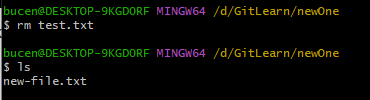 bucen@DESKTOP-9KGDORF MINGW64 /d/GitLearn/newOne
$ rm test.txt
bucen@DESKTOP-9KGDORF MINGW64 /d/GitLearn/newOne
$ ls
new-file.txt